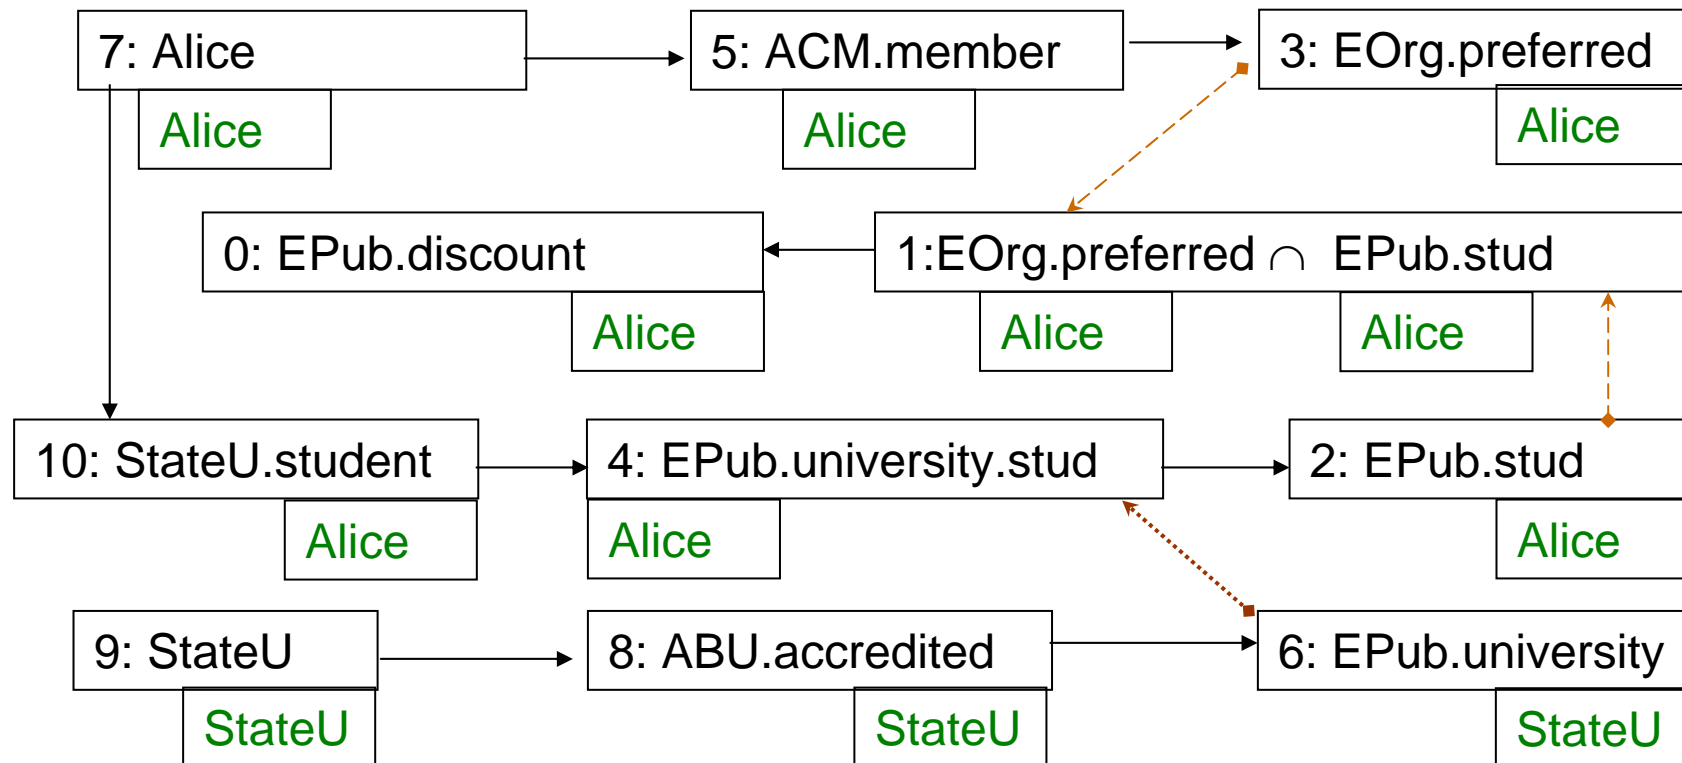 7: Alice
5: ACM.member
3: EOrg.preferred
Alice
Alice
Alice
0: EPub.discount
1:EOrg.preferred ∩ EPub.stud
Alice
Alice
Alice
10: StateU.student
4: EPub.university.stud
2: EPub.stud
Alice
Alice
Alice
9: StateU
8: ABU.accredited
6: EPub.university
StateU
StateU
StateU